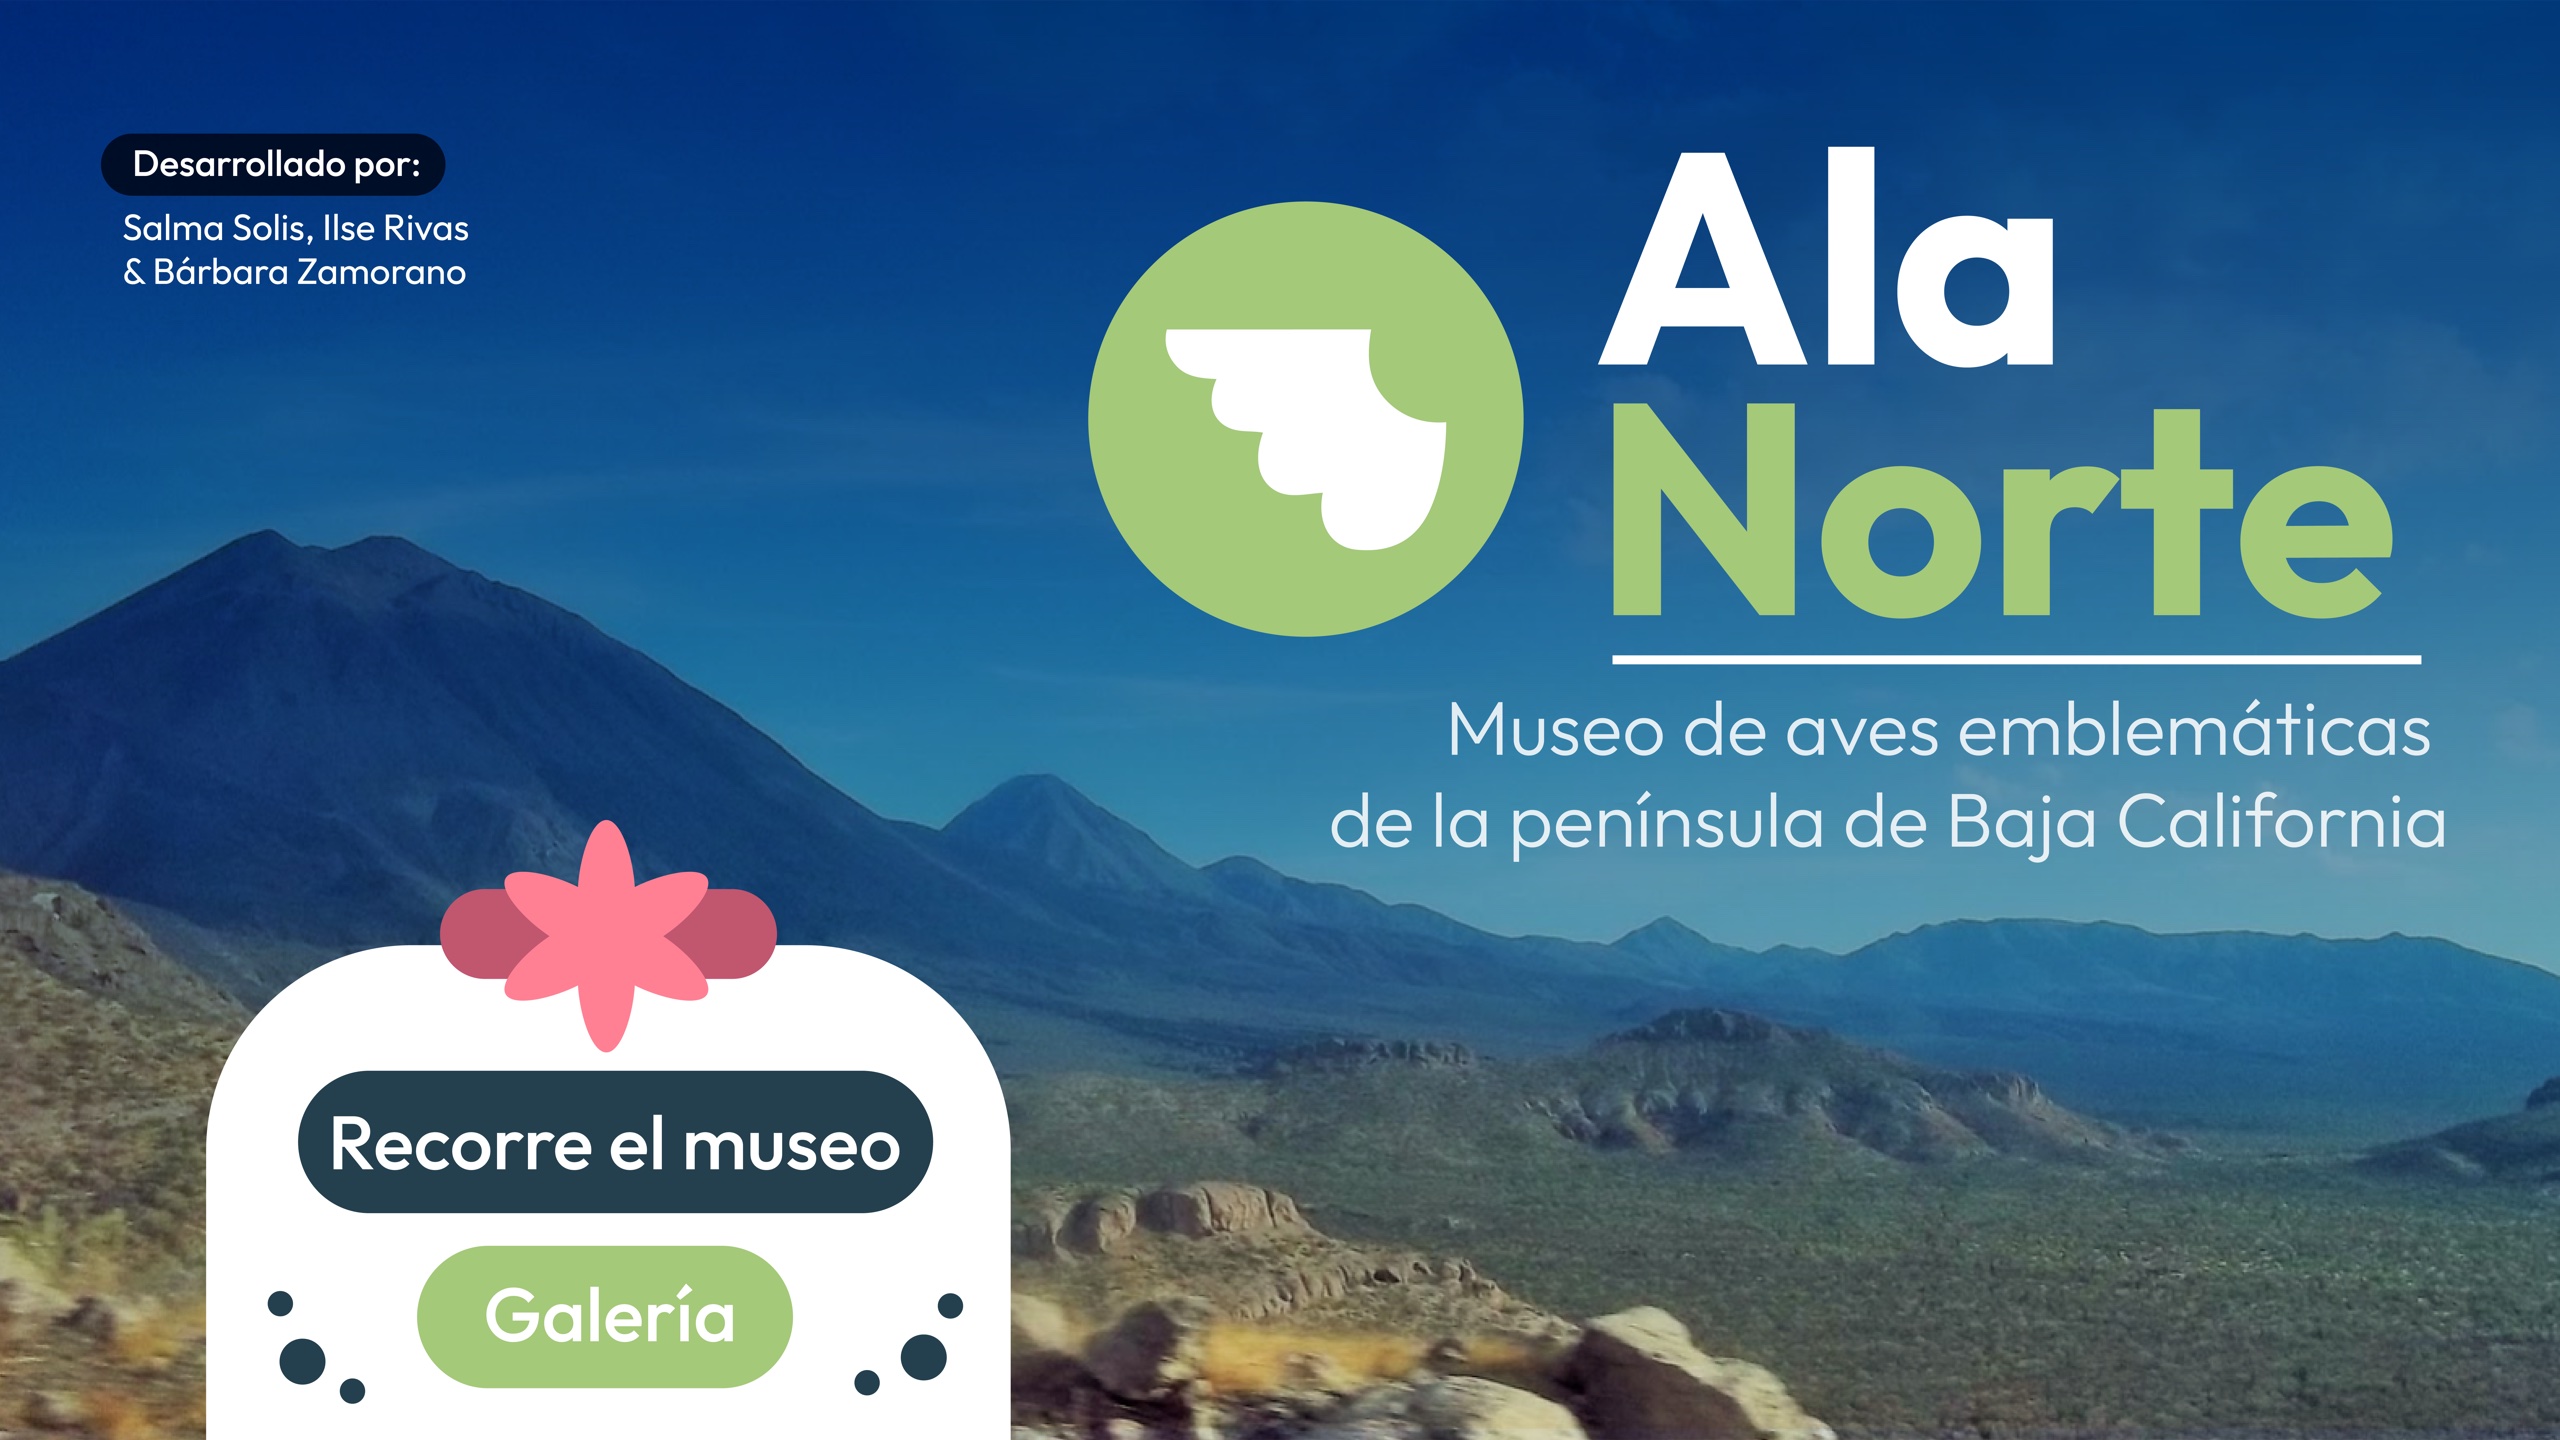 Desarrollado por:
Salma Solis, Ilse Rivas
& Bárbara Zamorano
Ala
Norte
Museo de aves emblemáticas
de la península de Baja California
Recorre el museo
Galería